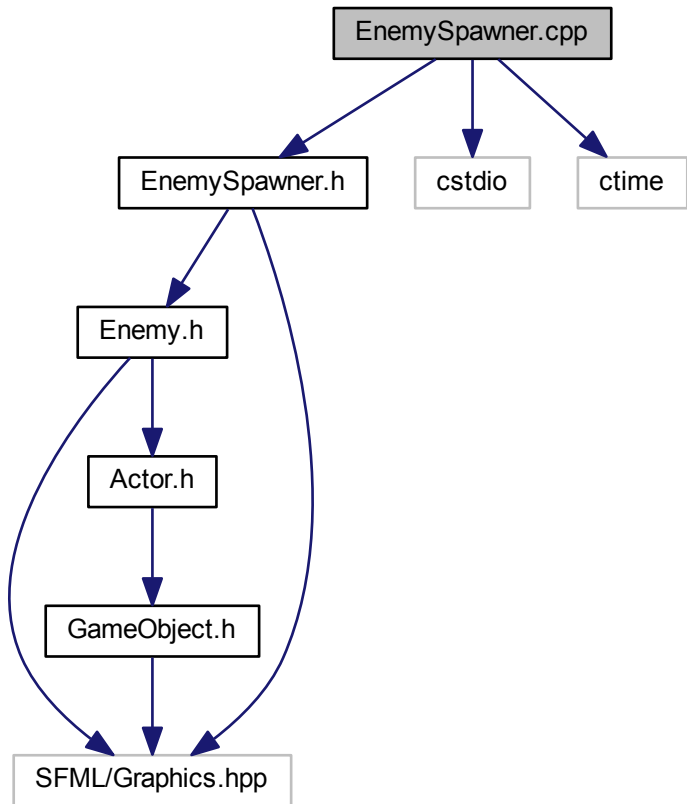 EnemySpawner.cpp
EnemySpawner.h
cstdio
ctime
Enemy.h
Actor.h
GameObject.h
SFML/Graphics.hpp